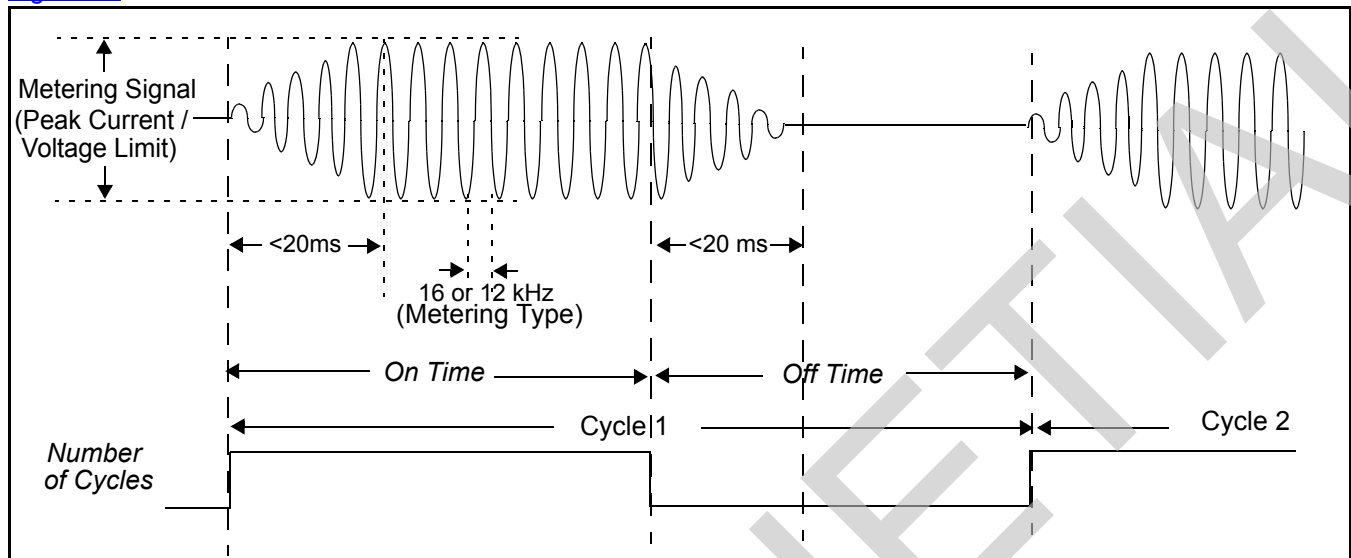 Metering Signal
(Peak Current /
Voltage Limit)
<20ms
<20 ms
16 or 12 kHz
(Metering Type)
On Time
Off Time
Cycle 1
Cycle 2
Number
of Cycles